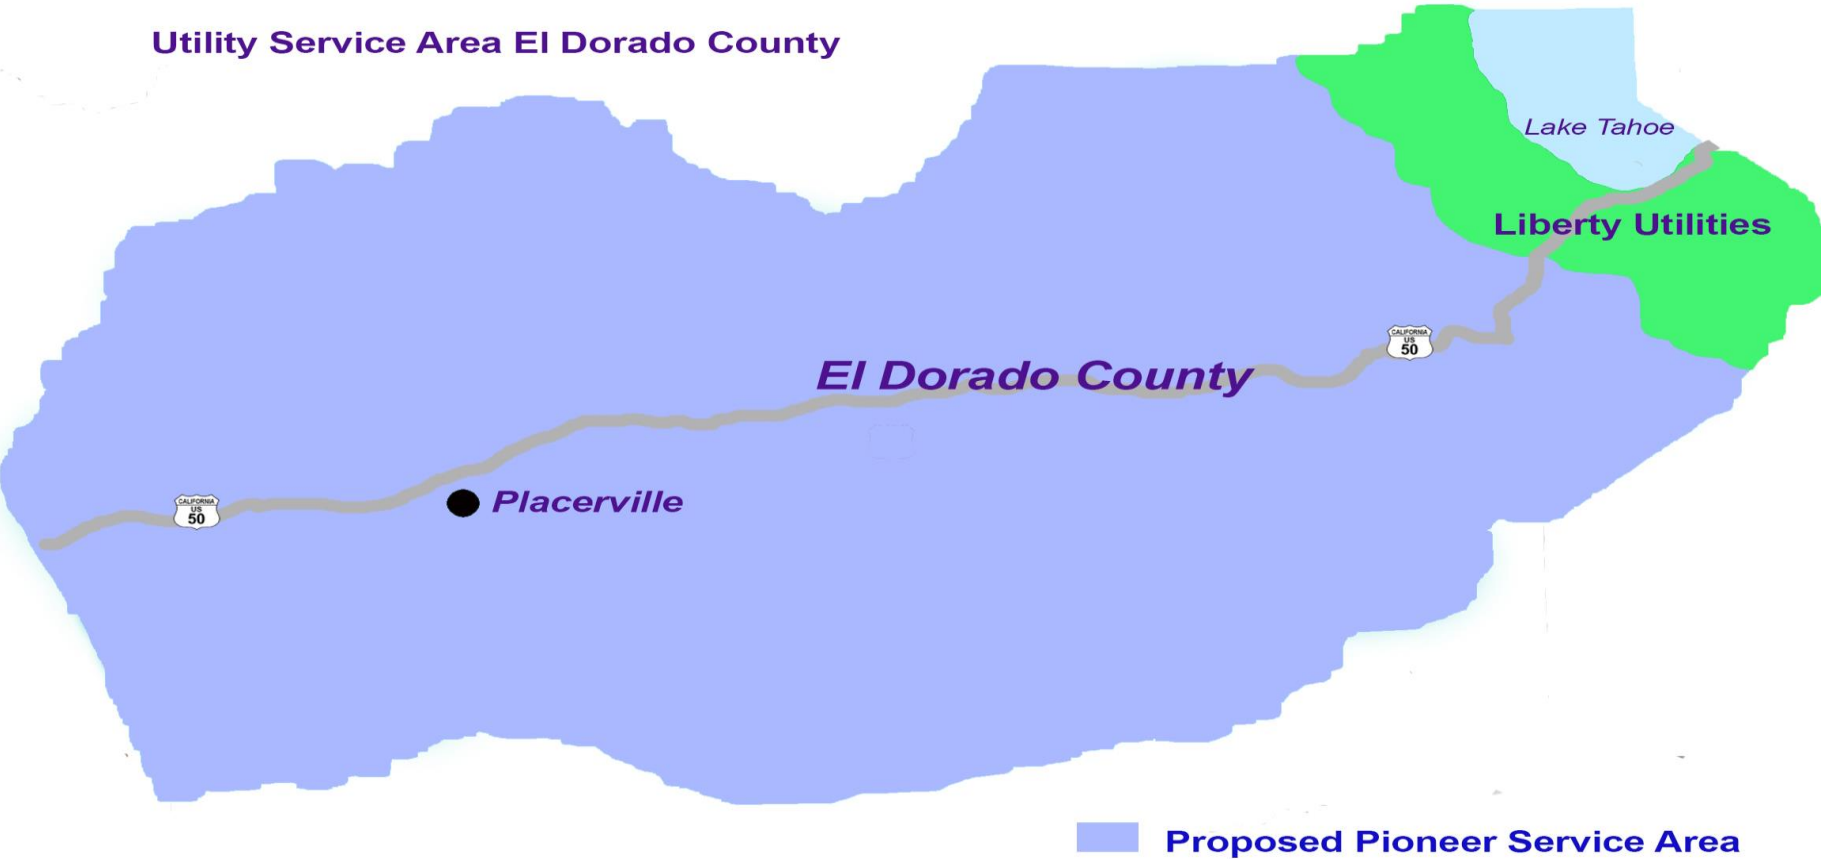 Utility Service Area El Dorado County
Lake Tahoe
Liberty Utilities
CALIFORNIA
US
50
El Dorado County
Placerville
CALIFORNIA
US
50
Proposed Pioneer Service Area